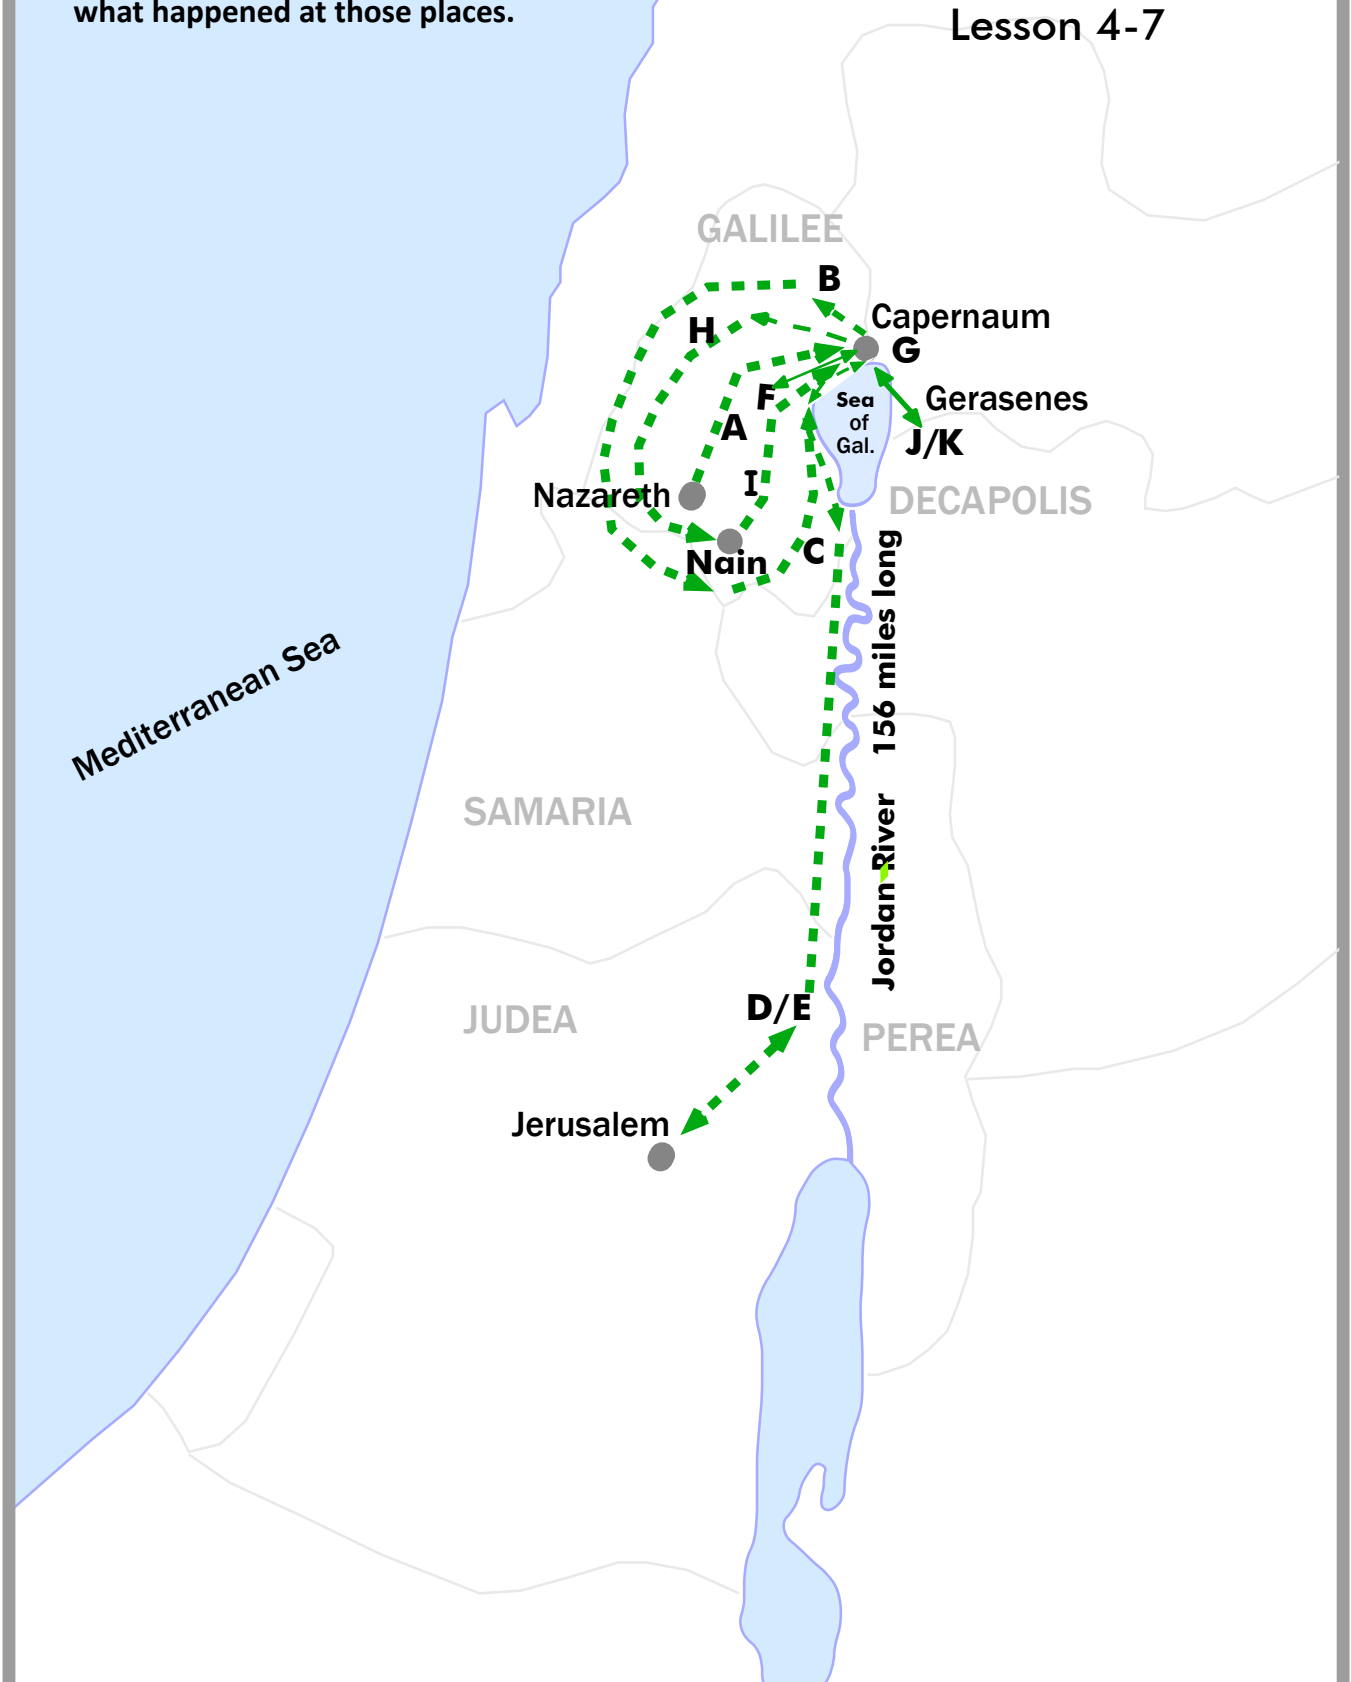 what happened at those places.
Lesson 4-7
GALILEE
B
Capernaum
H
G
F
Sea
of
Gal.
Gerasenes
A
J/K
I
Nazareth
DECAPOLIS
C
Nain
Mediterranean Sea
Jordan River 156 miles long
SAMARIA
D/E
JUDEA
PEREA
Jerusalem